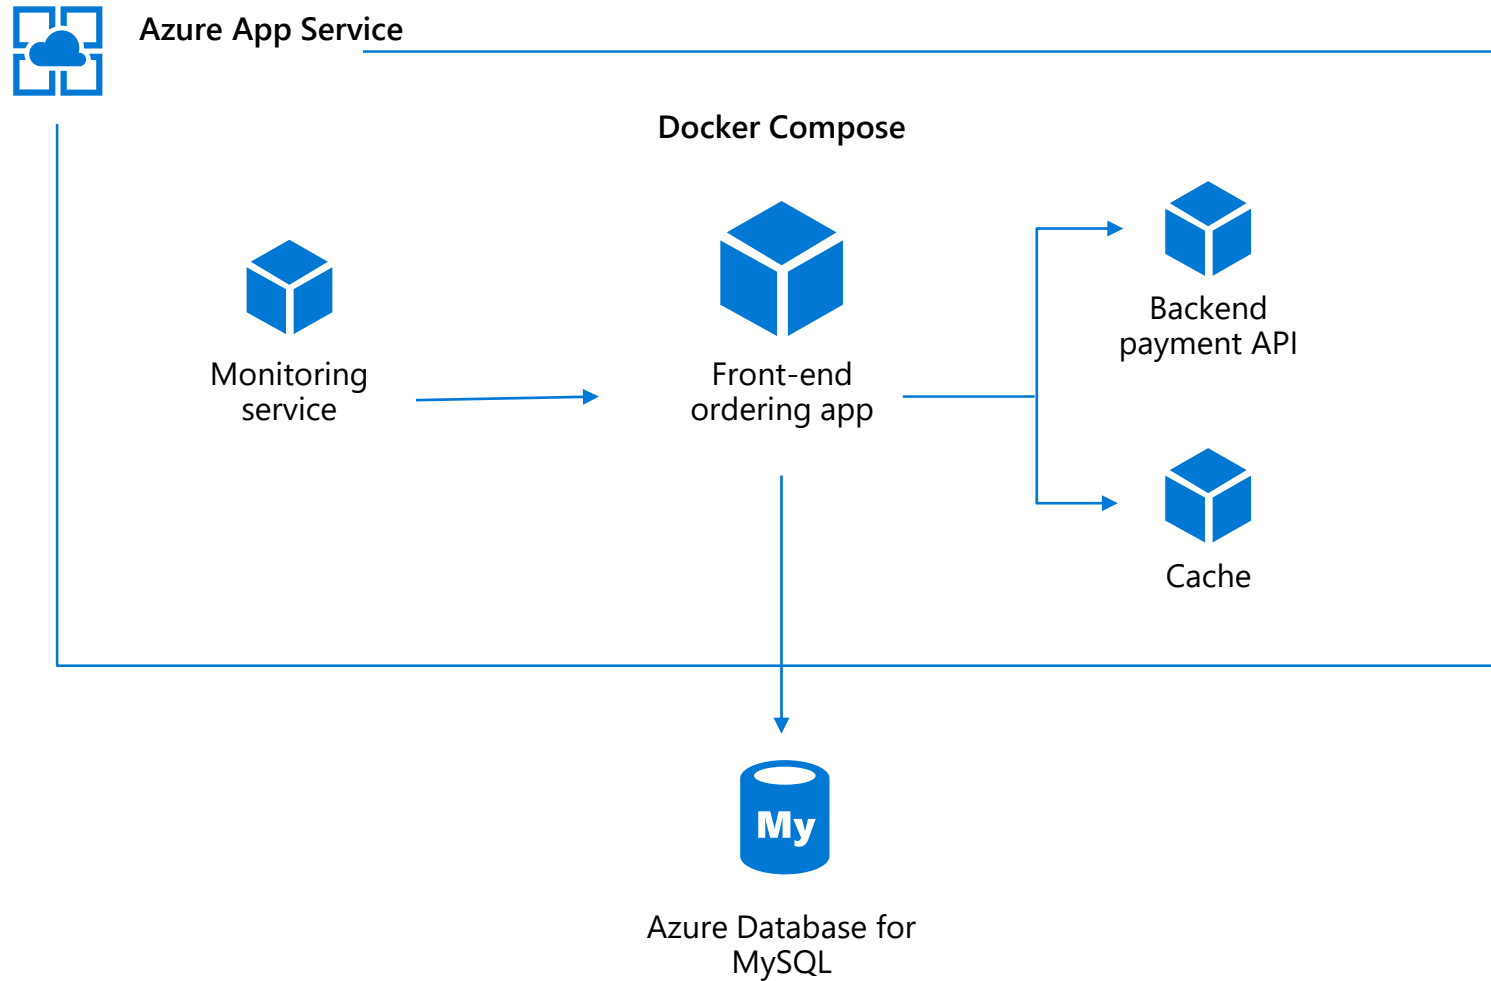 Azure App Service
Docker Compose
Monitoring
service
Front-end
ordering app
Backend
payment API
Cache
My
Azure Database for
MySQL